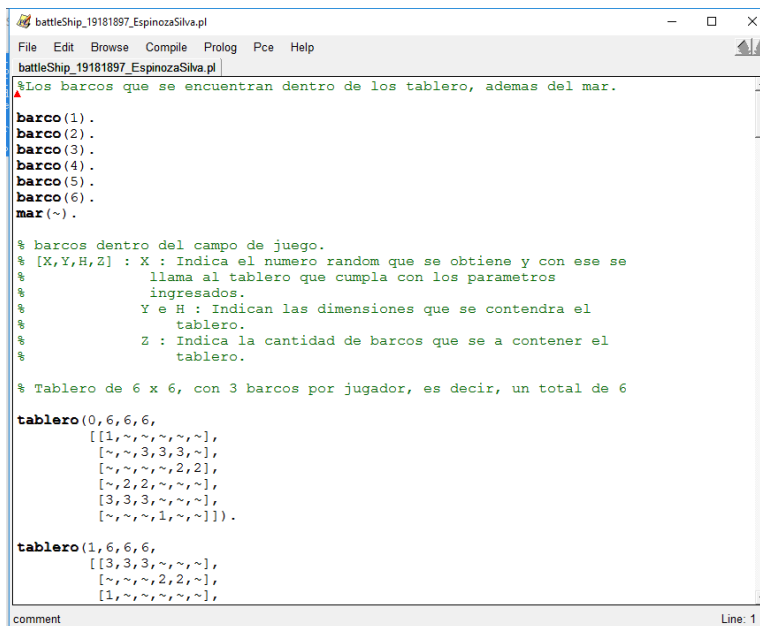 battleShip_19181897_EspinozaSilva.pl
File Edit Browse Compile Prolog Pce Help
battleShip_19181897_EspinozaSilva.pl
%Los barcos que se encuentran dentro de los tablero, ademas del mar.
barco(1).
barco(2).
barco(3).
barco(4).
barco(5).
barco(6).
mar(~).
% barcos dentro del campo de juego.
% [X,Y,H,Z] : X : Indica el numero random que se obtiene y con ese se
% llama al tablero que cumpla con los parametros
% ingresados.
% Y e H : Indican las dimensiones que se contendra el
% tablero.
% Z : Indica la cantidad de barcos que se a contener el
% tablero.
% Tablero de 6 x 6, con 3 barcos por jugador, es decir, un total de 6
tablero(0,6,6,6,
[[1,~,~,~,~,~],
[~,~,3,3,3,~],
[~,~,~,~,2,2],
[~,2,2,~,~,~],
[3,3,3,~,~,~],
[~,~,~,1,~,~]]).
tablero(1,6,6,6,
[[3,3,3,~,~,~],
[~,~,~,2,2,~],
[1,~,~,~,~,~],
comment Line: 1